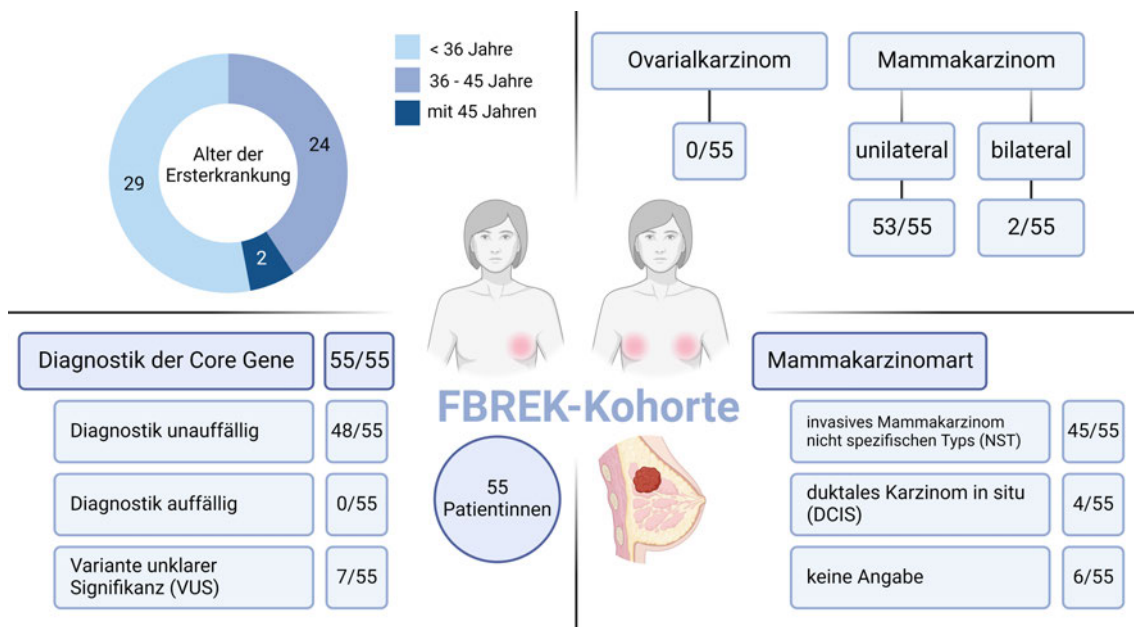 < 36 Jahre
36 - 45 Jahre
mit 45 Jahren
Alter der
Ersterkrankung
24
29
2
Ovarialkarzinom
0/55
Mammakarzinom
unilateral
bilateral
53/55
2/55
Diagnostik der Core Gene
55/55
Diagnostik unauffällig
48/55
Diagnostik auffällig
0/55
Variante unklarer
Signifikanz (VUS)
7/55
FBREK-Kohorte
55
Patientinnen
Mammakarzinomart
invasives Mammakarzinom
nicht spezifischen Typs (NST)
45/55
duktales Karzinom in situ
(DCIS)
4/55
keine Angabe
6/55